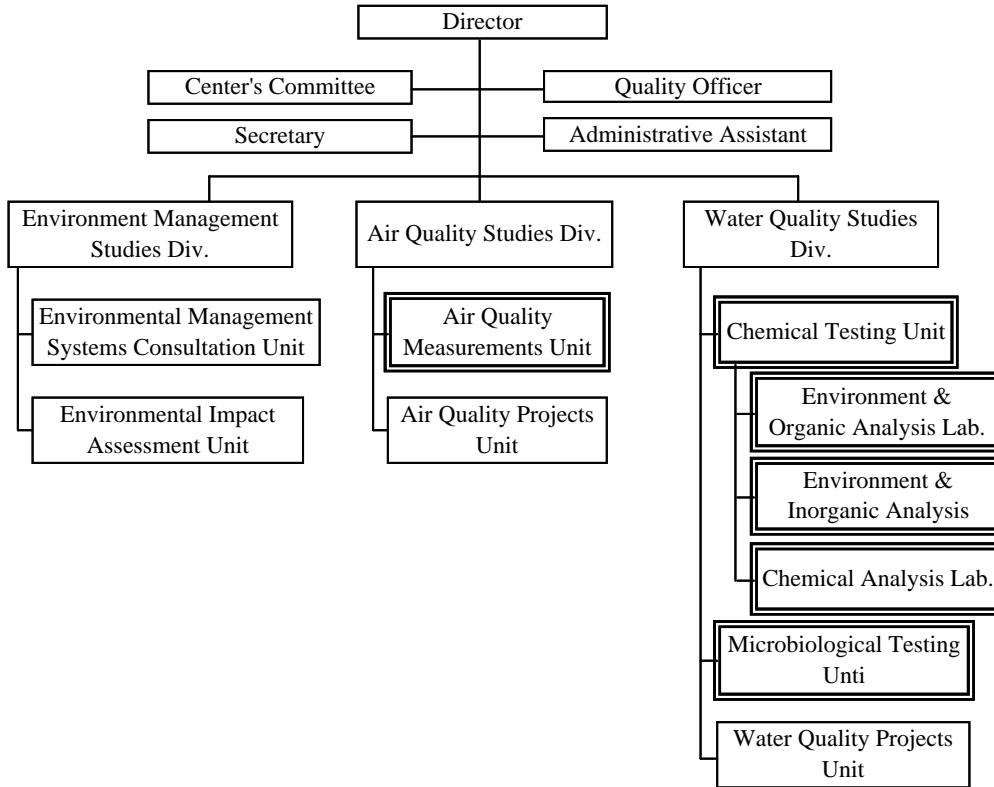 Director
Center's Committee
Quality Officer
Secretary
Administrative Assistant
Environment Management
Studies Div.
Air Quality Studies Div.
Water Quality Studies
Div.
Environmental Management
Systems Consultation Unit
Environmental Impact
Assessment Unit
Air Quality
Measurements Unit
Air Quality Projects
Unit
Chemical Testing Unit
Environment &
Organic Analysis Lab.
Environment &
Inorganic Analysis
Chemical Analysis Lab.
Microbiological Testing
Unti
Water Quality Projects
Unit